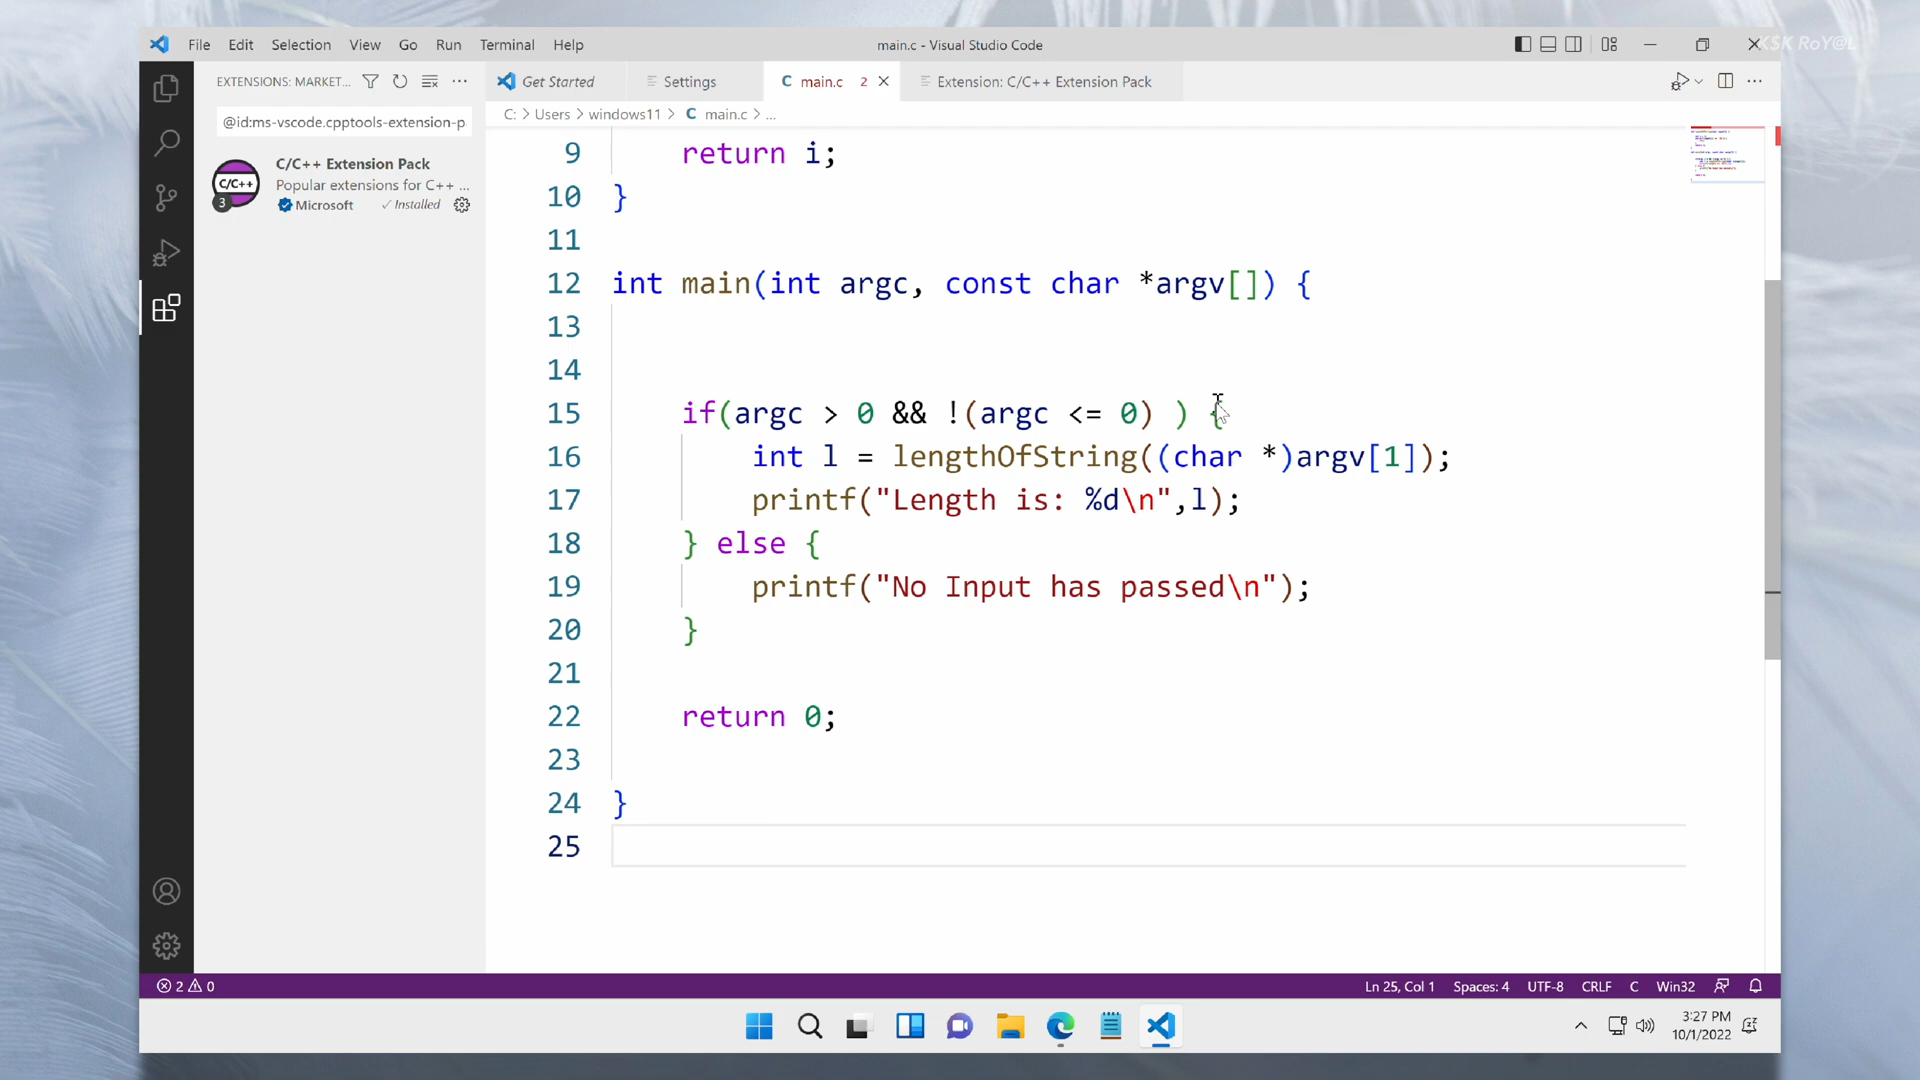 File Edit Selection View Go Run Terminal Help
main.c - Visual Studio Code
KSK RoY@L
EXTENSIONS: MARKET...
Get Started
Settings
C main.c 2
Extension: C/C++ Extension Pack
@id:ms-vscode.cpptools-extension-p
C: > Users > windows11 > C main.c > ...
C/C++
3
C/C++ Extension Pack
Popular extensions for C++ ...
Microsoft
✓ Installed
9 return i;
10 }
11
12 int main(int argc, const char *argv[]) {
13
14
15 if(argc > 0 && !(argc <= 0) ) {
16 int l = lengthOfString((char *)argv[1]);
17 printf("Length is: %d\n",l);
18 } else {
19 printf("No Input has passed\n");
20 }
21
22 return 0;
23
24 }
25
2 0
Ln 25, Col 1 Spaces: 4 UTF-8 CRLF C Win32
3:27 PM
10/1/2022